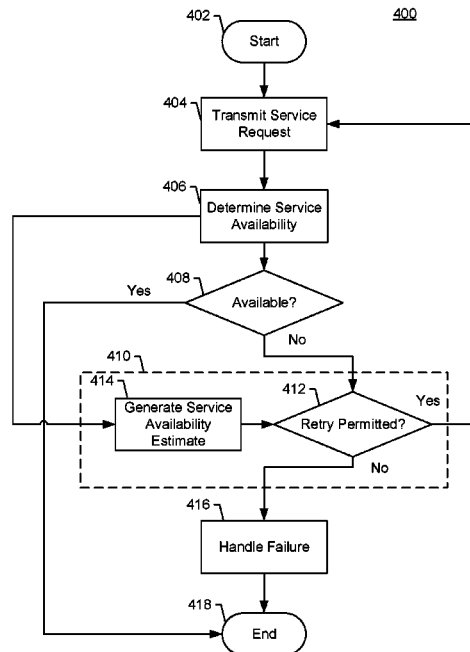 402
400
Start
404
Transmit Service
Request
406
Determine Service
Availability
408
Yes
Available?
No
410
414
412
Yes
Generate Service
Availability
Estimate
Retry Permitted?
No
416
Handle Failure
418
End